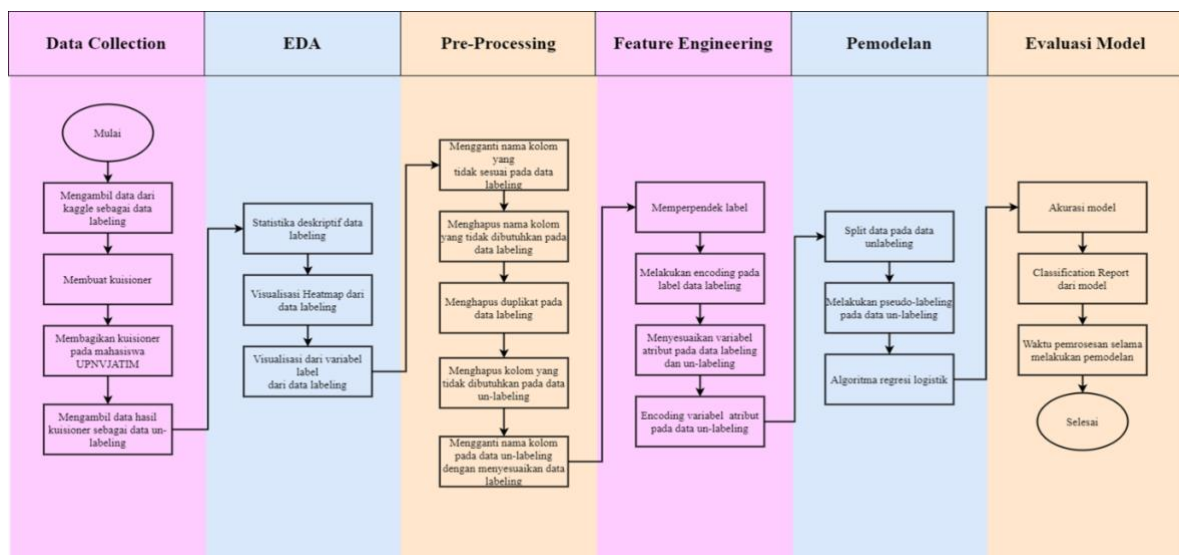 Data Collection
EDA
Pre-Processing
Feature Engineering
Pemodelan
Evaluasi Model
Mulai
Mengambil data dari
kaggle sebagai data
labeling
Membuat kuisioner
Membagikan kuisioner
pada mahasiswa
UPNVJATIM
Mengambil data hasil
kuisioner sebagai data un-
labeling
Statistika deskriptif data
labeling
Visualisasi Heatmap dari
data labeling
Visualisasi dari variabel
label
dari data labeling
Mengganti nama kolom
yang
tidak sesuai pada data
labeling
Menghapus nama kolom
yang tidak dibutuhkan pada
data labeling
Menghapus duplikat pada
data labeling
Menghapus kolom yang
tidak dibutuhkan pada data
un-labeling
Mengganti nama kolom
pada data un-labeling
dengan menyesuaikan data
labeling
Memperpendek label
Melakukan encoding pada
label data labeling
Menyesuaikan variabel
atribut pada data labeling
dan un-labeling
Encoding variabel atribut
pada data un-labeling
Split data pada data
unlabeling
Melakukan pseudo-labeling
pada data un-labeling
Algoritma regresi logistik
Akurasi model
Classification Report
dari model
Waktu pemrosesan selama
melakukan pemodelan
Selesai